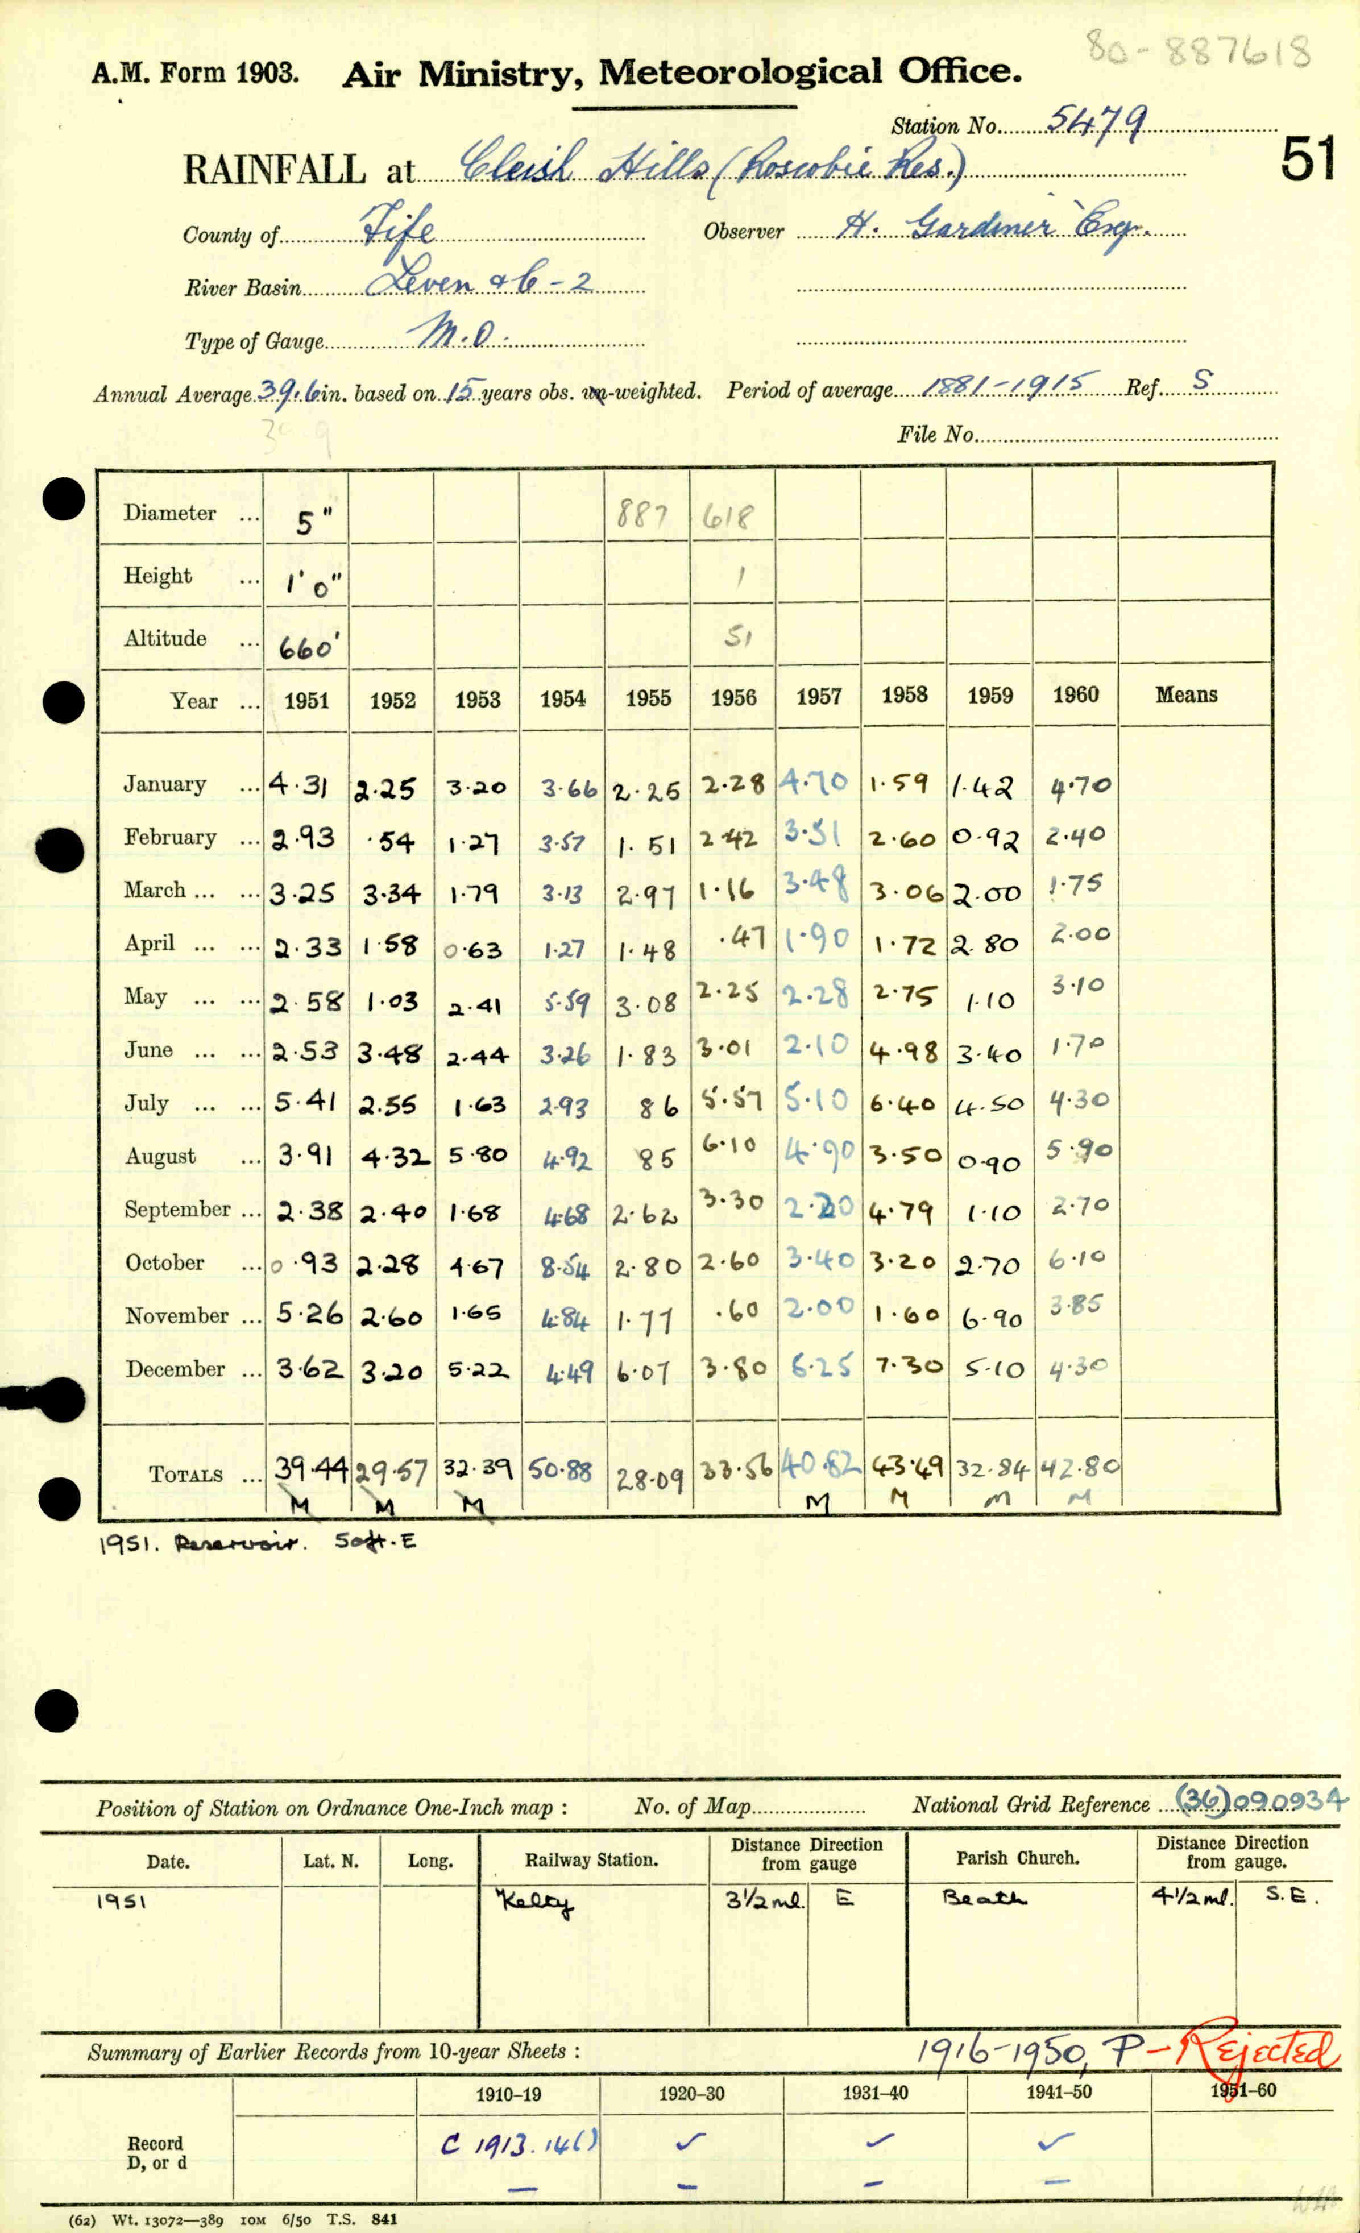 80-887618
A.M. Form 1903. Air Ministry, Meteorological Office.
Station No. 5479
51
RAINFALL at Cleish Hills (Roscobie Res.)
County of Fife Observer H. Gardiner Esq.
River Basin Leven & C-2
Type of Gauge M.O.
Annual Average 39.6 in. based on 15 years obs. un-weighted. Period of average 1881-1915 Ref. S
File No.
Diameter ... 5" 887 618
Height ... 1'0" 1
Altitude ... 660' 51
Year ... 1951 1952 1953 1954 1955 1956 1957 1958 1959 1960 Means
January ... 4.31 2.25 3.20 3.66 2.25 2.28 4.70 1.59 1.42 4.70
February ... 2.93 .54 1.27 3.57 1.51 2.42 3.51 2.60 0.92 2.40
March ... ... 3.25 3.34 1.79 3.13 2.97 1.16 3.48 3.06 2.00 1.75
April ... ... 2.33 1.58 0.63 1.27 1.48 .47 1.90 1.72 2.80 2.00
May ... ... 2.58 1.03 2.41 5.59 3.08 2.25 2.28 2.75 1.10 3.10
June ... ... 2.53 3.48 2.44 3.26 1.83 3.01 2.10 4.98 3.40 1.70
July ... ... 5.41 2.55 1.63 2.93 86 5.57 5.10 6.40 4.50 4.30
August ... 3.91 4.32 5.80 4.92 85 6.10 4.90 3.50 0.90 5.90
September ... 2.38 2.40 1.68 4.68 2.62 3.30 2.20 4.79 1.10 2.70
October ... 0.93 2.28 4.67 8.54 2.80 2.60 3.40 3.20 2.70 6.10
November ... 5.26 2.60 1.65 4.84 1.77 .60 2.00 1.60 6.90 3.85
December ... 3.62 3.20 5.22 4.49 6.07 3.80 6.25 7.30 5.10 4.30
TOTALS ... 39.44 29.57 32.39 50.88 28.09 33.56 40.82 43.49 32.84 42.80
M M M M M M M
1951. Reservoir. 50ft. E
Position of Station on Ordnance One-Inch map : No. of Map National Grid Reference (36)090934
Date. Lat. N. Long. Railway Station. Distance Direction from gauge Parish Church. Distance Direction from gauge.
1951 Kelty 3½ml. E Beath 4½ml. S.E.
Summary of Earlier Records from 10-year Sheets : 1916-1950, P-Rejected
1910-19 1920-30 1931-40 1941-50 1951-60
Record C 1913. 14() ✓ ✓ ✓
D, or d — — — —
(62) Wt. 13072—389 10M 6/50 T.S. 841